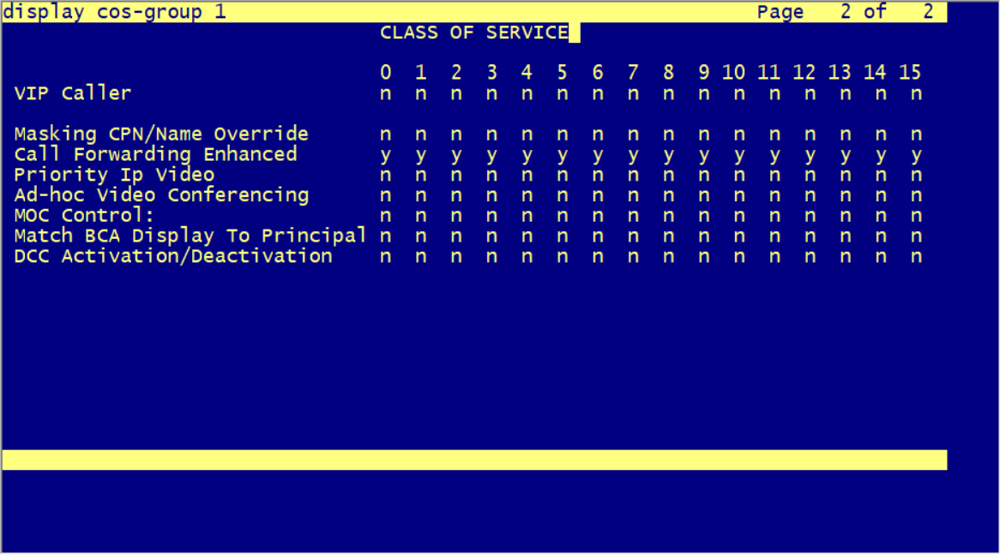 display cos-group 1 Page 2 of 2
CLASS OF SERVICE
0 1 2 3 4 5 6 7 8 9 10 11 12 13 14 15
VIP Caller n n n n n n n n n n n n n n n n
Masking CPN/Name Override n n n n n n n n n n n n n n n n
Call Forwarding Enhanced y y y y y y y y y y y y y y y y
Priority Ip Video n n n n n n n n n n n n n n n n
Ad-hoc Video Conferencing n n n n n n n n n n n n n n n n
MOC Control: n n n n n n n n n n n n n n n n
Match BCA Display To Principal n n n n n n n n n n n n n n n n
DCC Activation/Deactivation n n n n n n n n n n n n n n n n